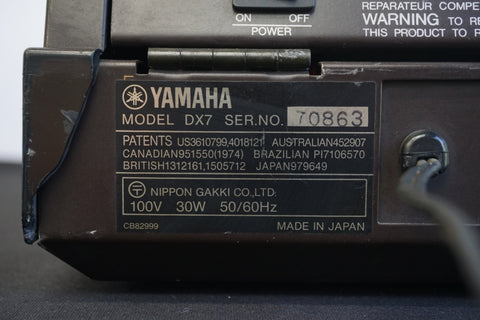 ON OFF
POWER
REPARATEUR COMPE
WARNING TO RE
THIS PRODUCT TO R
YAMAHA
MODEL DX7 SER.NO. 70863
PATENTS US3610799,4018121 AUSTRALIAN452907
CANADIAN951550(1974) BRAZILIAN PI7106570
BRITISH1312161,1505712 JAPAN979649
NIPPON GAKKI CO.,LTD.
100V 30W 50/60Hz
CB82999 MADE IN JAPAN